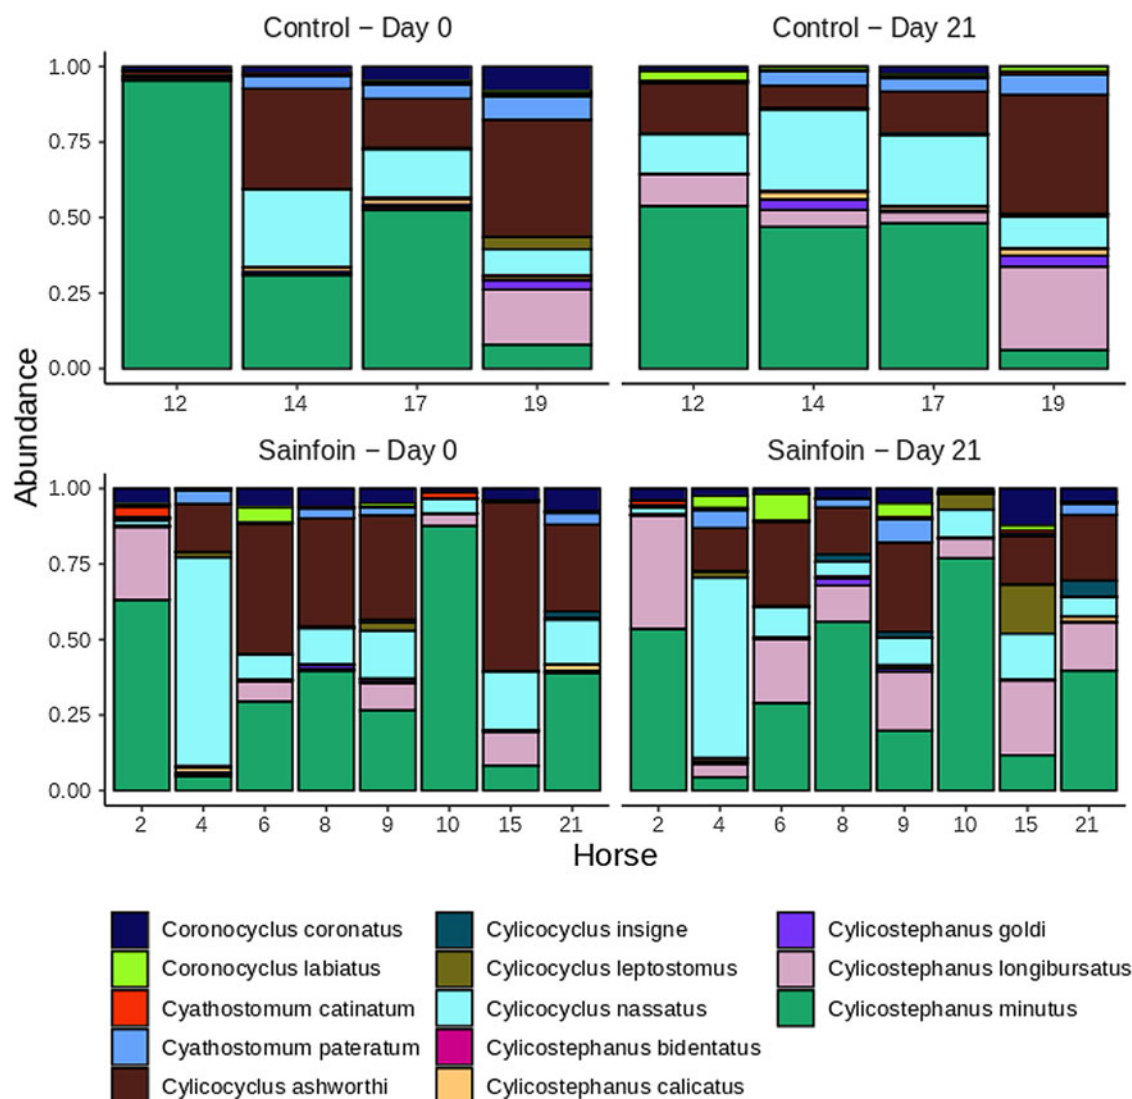 Control − Day 0
Control − Day 21
1.00
0.75
0.50
0.25
0.00
12 14 17 19
12 14 17 19
Abundance
Sainfoin − Day 0
Sainfoin − Day 21
1.00
0.75
0.50
0.25
0.00
2 4 6 8 9 10 15 21
2 4 6 8 9 10 15 21
Horse
Coronocyclus coronatus
Coronocyclus labiatus
Cyathostomum catinatum
Cyathostomum pateratum
Cylicocyclus ashworthi
Cylicocyclus insigne
Cylicocyclus leptostomus
Cylicocyclus nassatus
Cylicostephanus bidentatus
Cylicostephanus calicatus
Cylicostephanus goldi
Cylicostephanus longibursatus
Cylicostephanus minutus